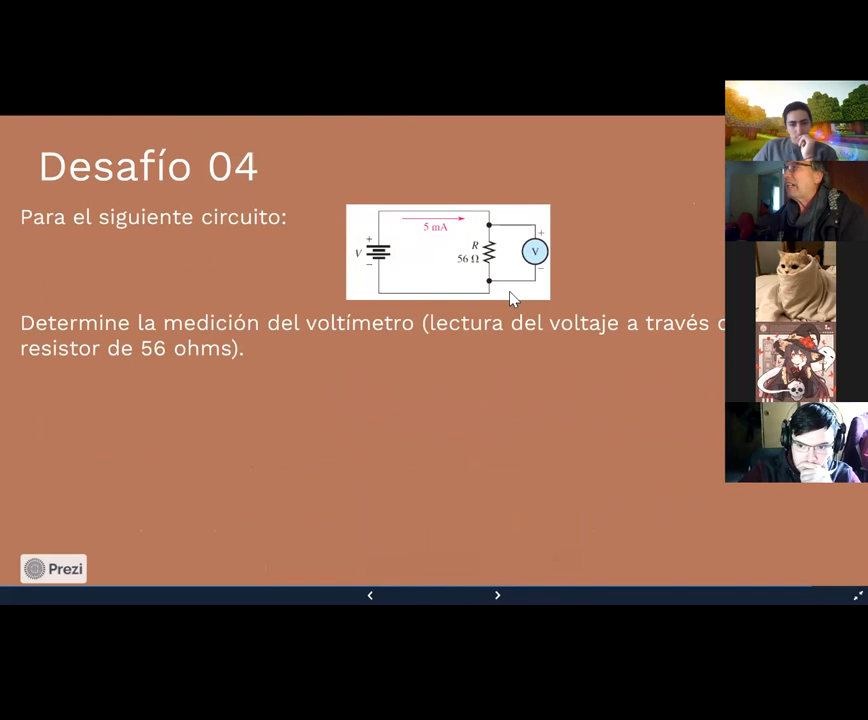 Desafío 04
Para el siguiente circuito:
5 mA
+
+
V
R
56 Ω
V
−
−
Determine la medición del voltímetro (lectura del voltaje a través
resistor de 56 ohms).
Prezi